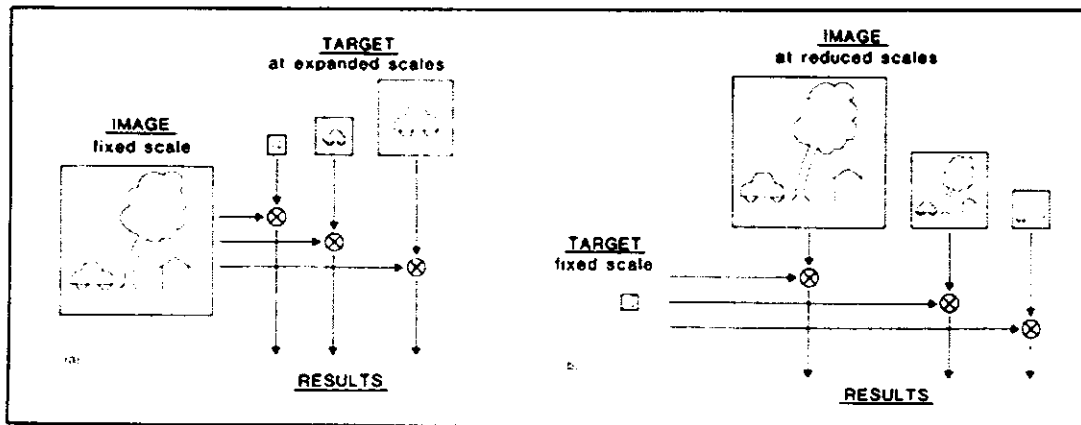 TARGET
at expanded scales
IMAGE
fixed scale
(a)
RESULTS
IMAGE
at reduced scales
TARGET
fixed scale
b.
RESULTS